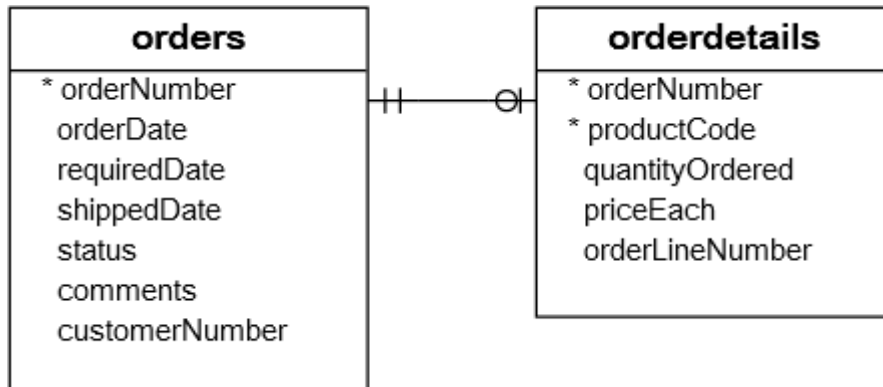 orders
* orderNumber
orderDate
requiredDate
shippedDate
status
comments
customerNumber
orderdetails
* orderNumber
* productCode
quantityOrdered
priceEach
orderLineNumber